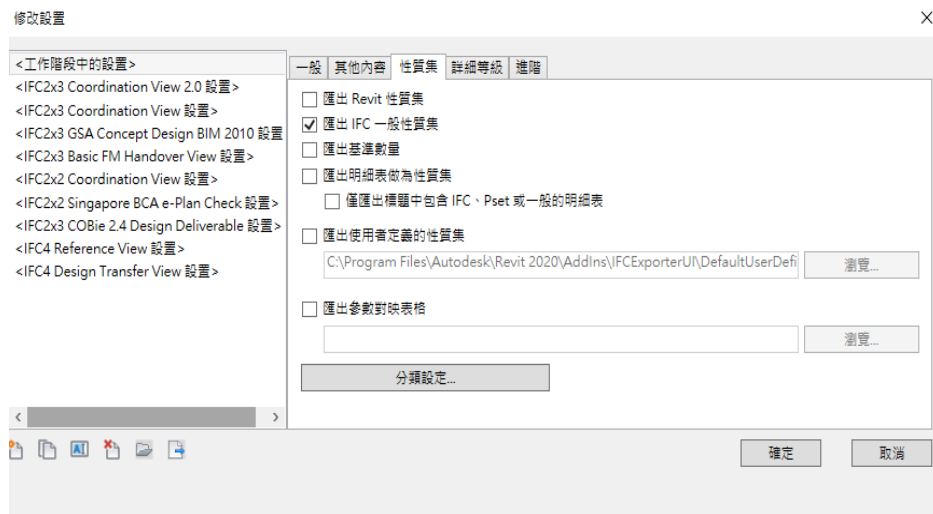 修改設置
<工作階段中的設置>
<IFC2x3 Coordination View 2.0 設置>
<IFC2x3 Coordination View 設置>
<IFC2x3 GSA Concept Design BIM 2010 設置
<IFC2x3 Basic FM Handover View 設置>
<IFC2x2 Coordination View 設置>
<IFC2x2 Singapore BCA e-Plan Check 設置>
<IFC2x3 COBie 2.4 Design Deliverable 設置>
<IFC4 Reference View 設置>
<IFC4 Design Transfer View 設置>
一般 其他內容 性質集 詳細等級 進階
匯出 Revit 性質集
匯出 IFC 一般性質集
匯出基準數量
匯出明細表做為性質集
僅匯出標題中包含 IFC、Pset 或一般的明細表
匯出使用者定義的性質集
C:\Program Files\Autodesk\Revit 2020\AddIns\IFCExporterUI\DefaultUserDefi
瀏覽...
匯出參數對映表格
瀏覽...
分類設定...
確定
取消